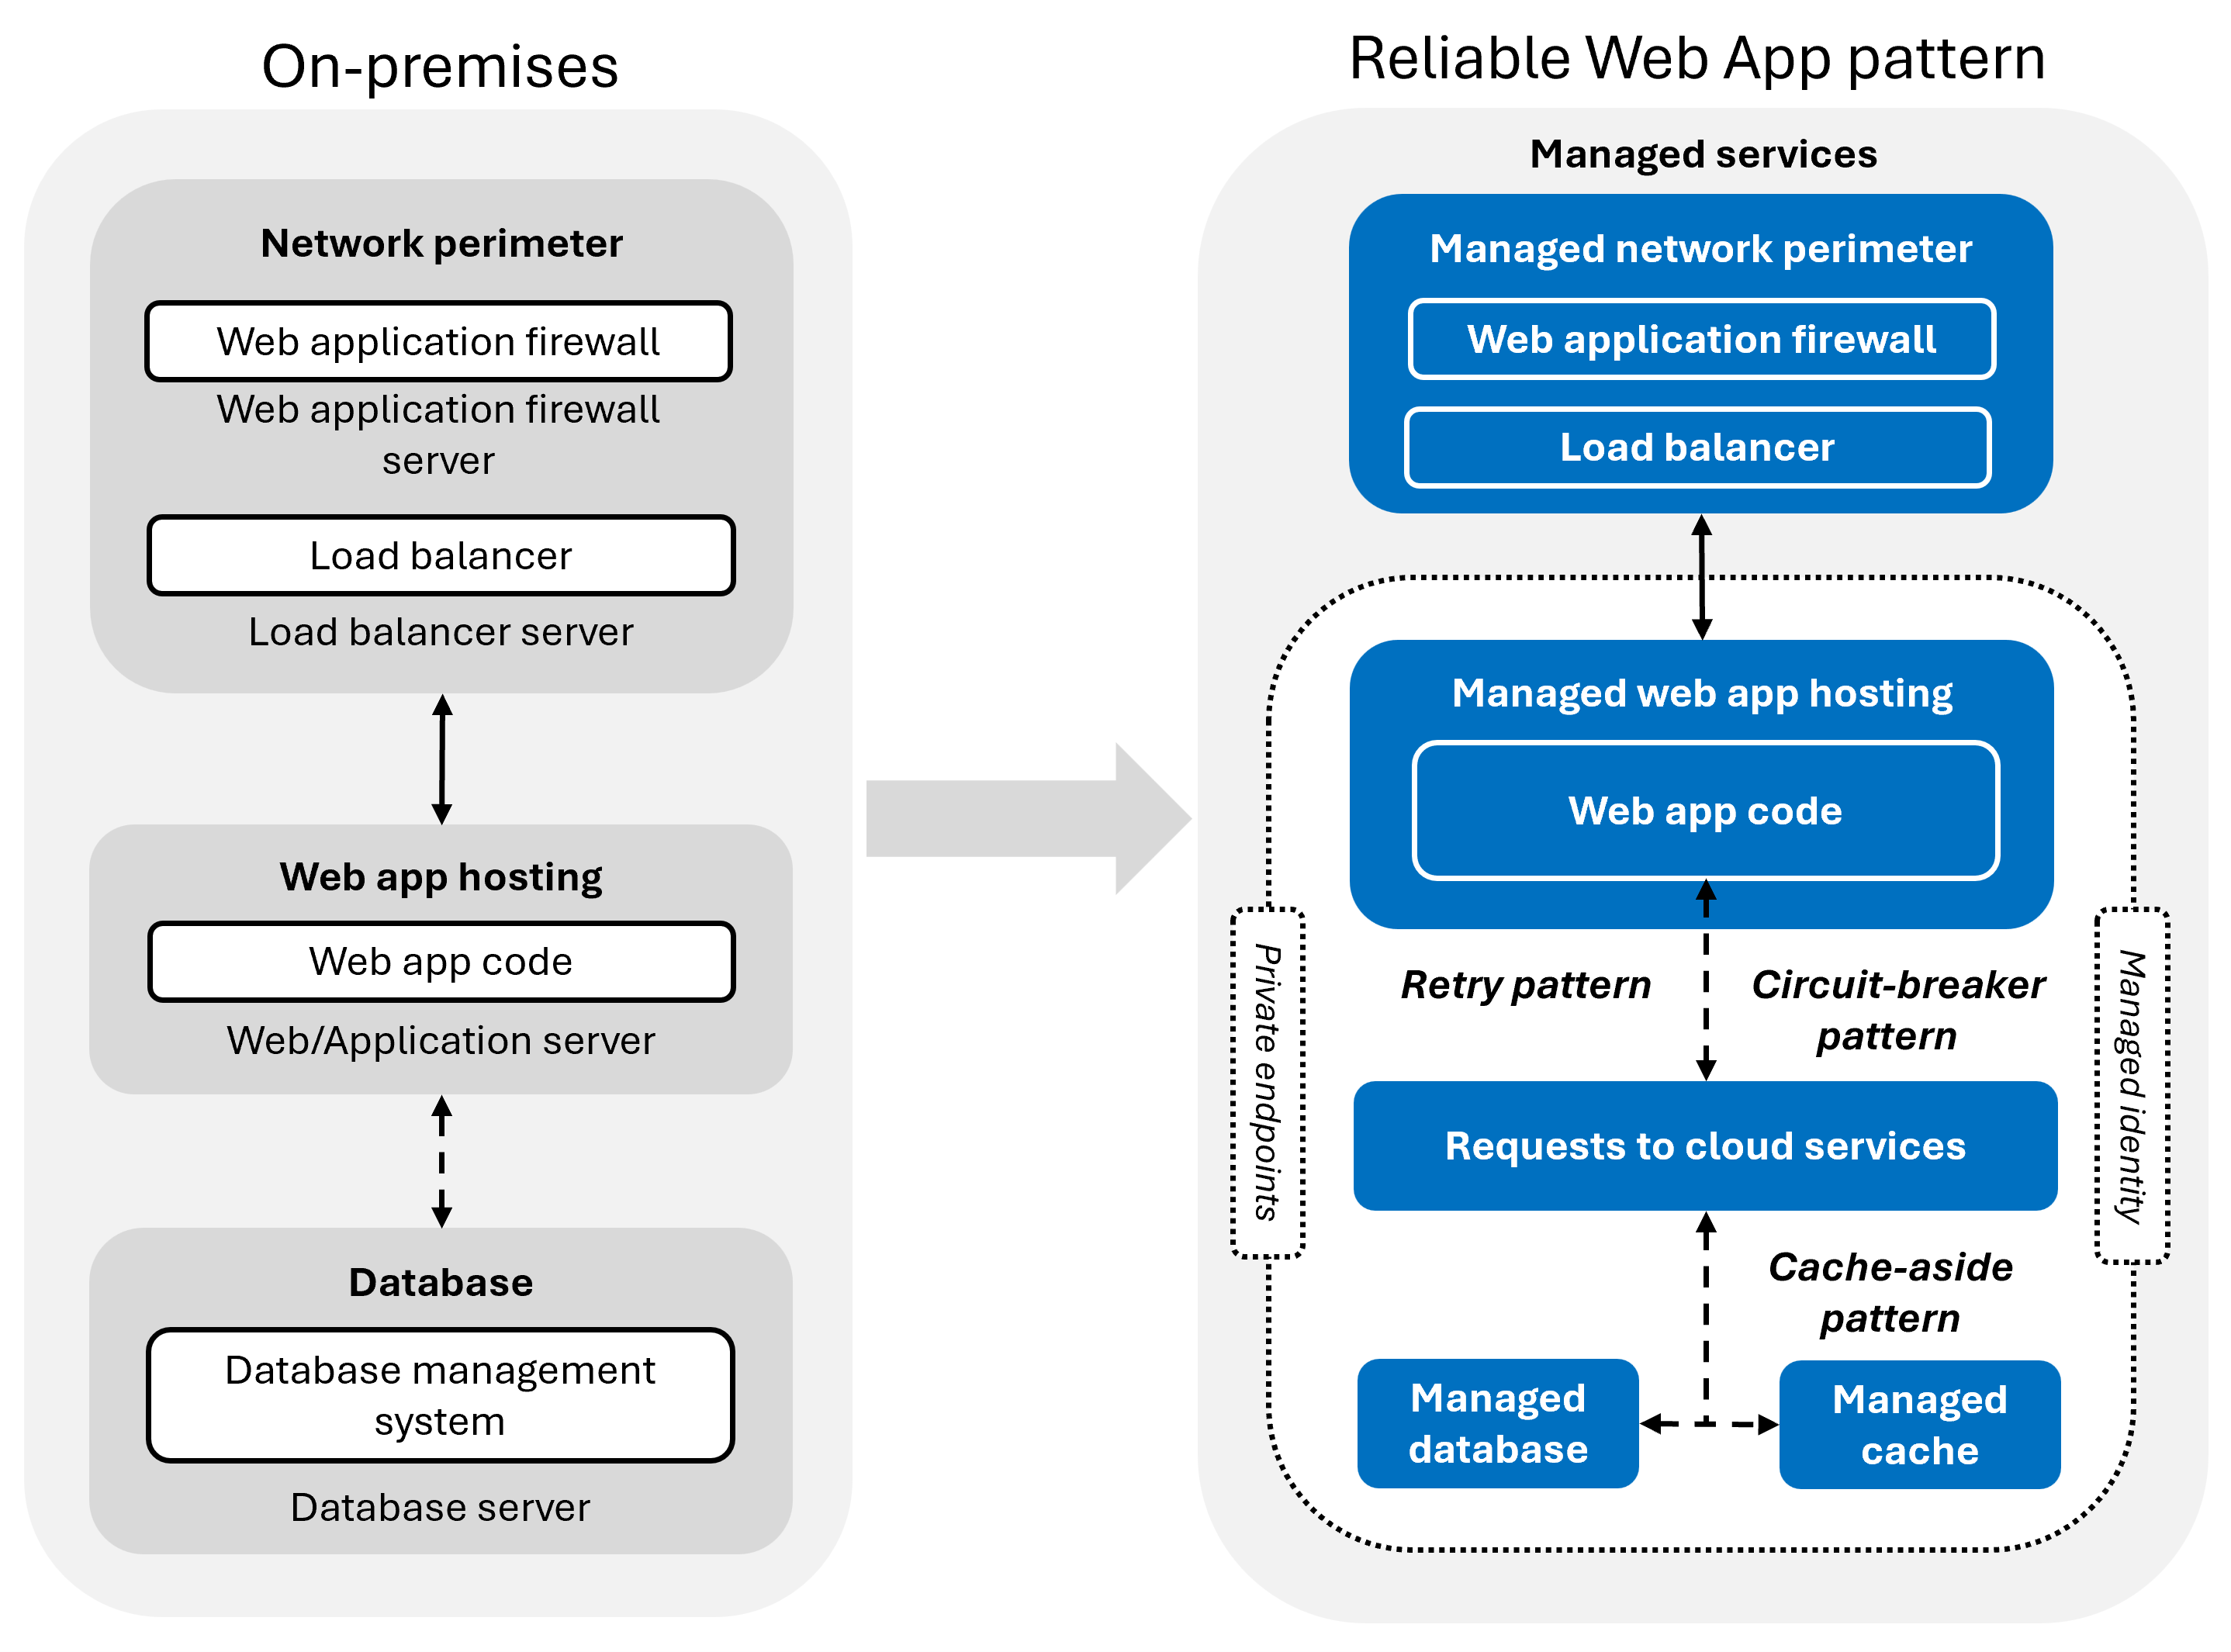 On-premises
Network perimeter
Web application firewall
Web application firewall
server
Load balancer
Load balancer server
Web app hosting
Web app code
Web/Application server
Database
Database management
system
Database server
Reliable Web App pattern
Managed services
Managed network perimeter
Web application firewall
Load balancer
Managed web app hosting
Web app code
Private endpoints
Managed identity
Retry pattern
Circuit-breaker
pattern
Requests to cloud services
Cache-aside
pattern
Managed
database
Managed
cache